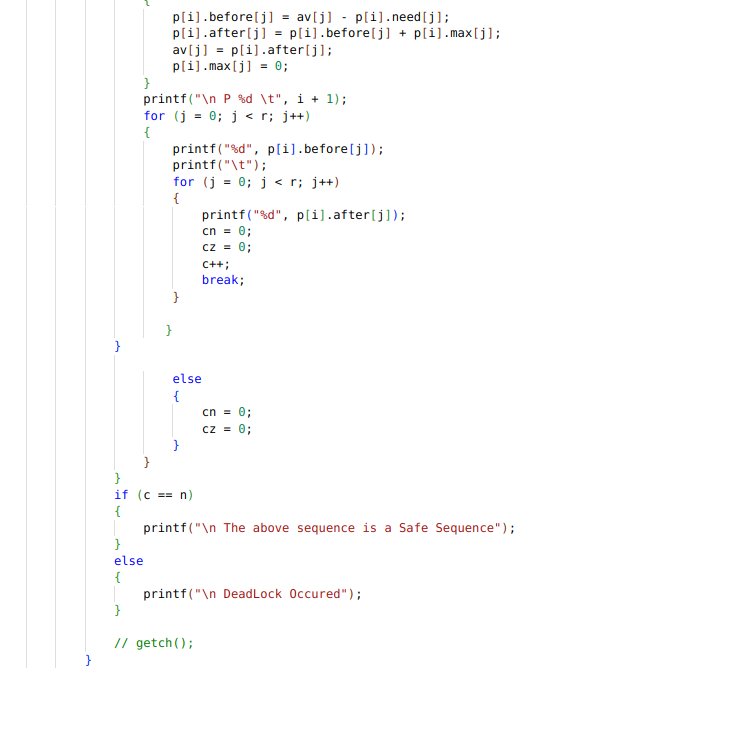 {
p[i].before[j] = av[j] - p[i].need[j];
p[i].after[j] = p[i].before[j] + p[i].max[j];
av[j] = p[i].after[j];
p[i].max[j] = 0;
}
printf("\n P %d \t", i + 1);
for (j = 0; j < r; j++)
{
printf("%d", p[i].before[j]);
printf("\t");
for (j = 0; j < r; j++)
{
printf("%d", p[i].after[j]);
cn = 0;
cz = 0;
c++;
break;
}
}
}
else
{
cn = 0;
cz = 0;
}
}
}
if (c == n)
{
printf("\n The above sequence is a Safe Sequence");
}
else
{
printf("\n DeadLock Occured");
}
// getch();
}